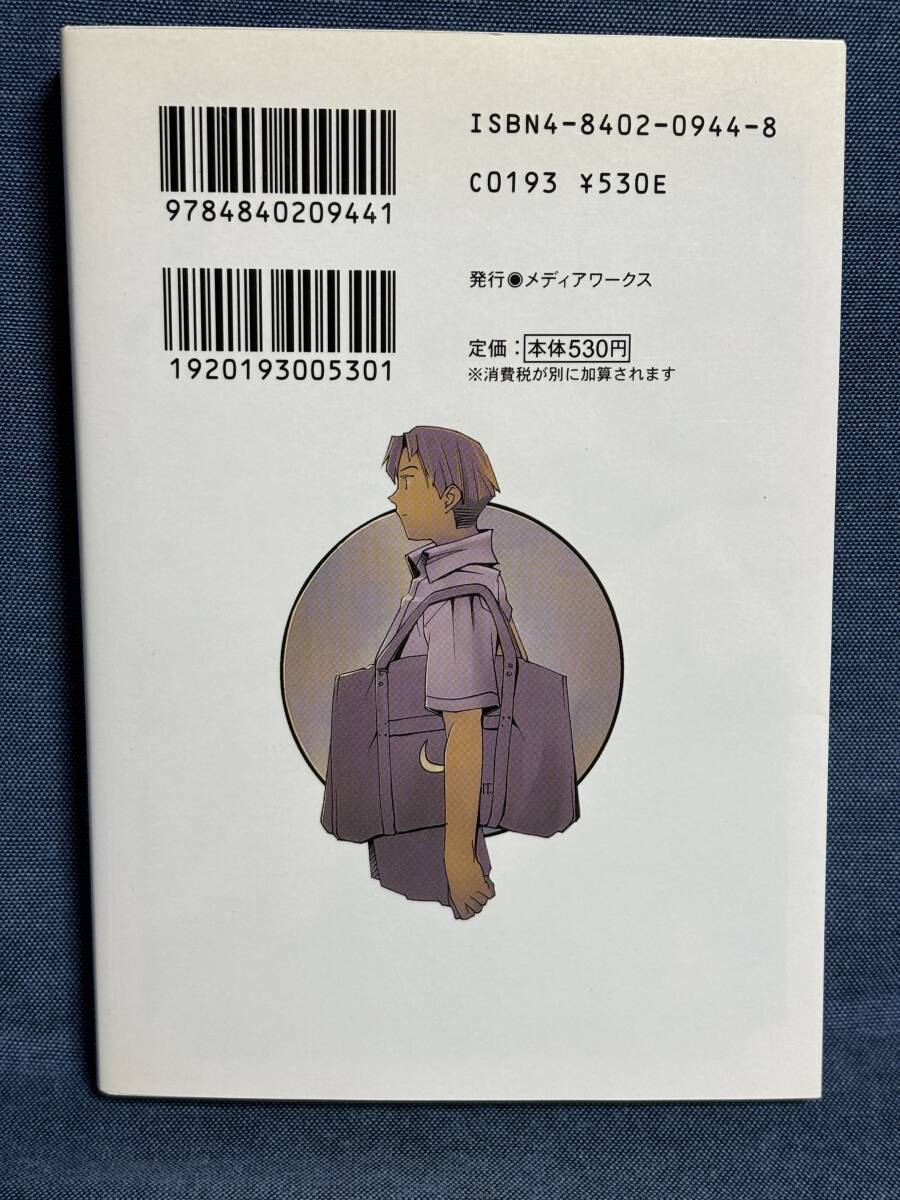 ISBN4-8402-0944-8
C0193 ¥530E
9784840209441
発行◉メディアワークス
定価：本体530円
※消費税が別に加算されます
1920193005301
IT.